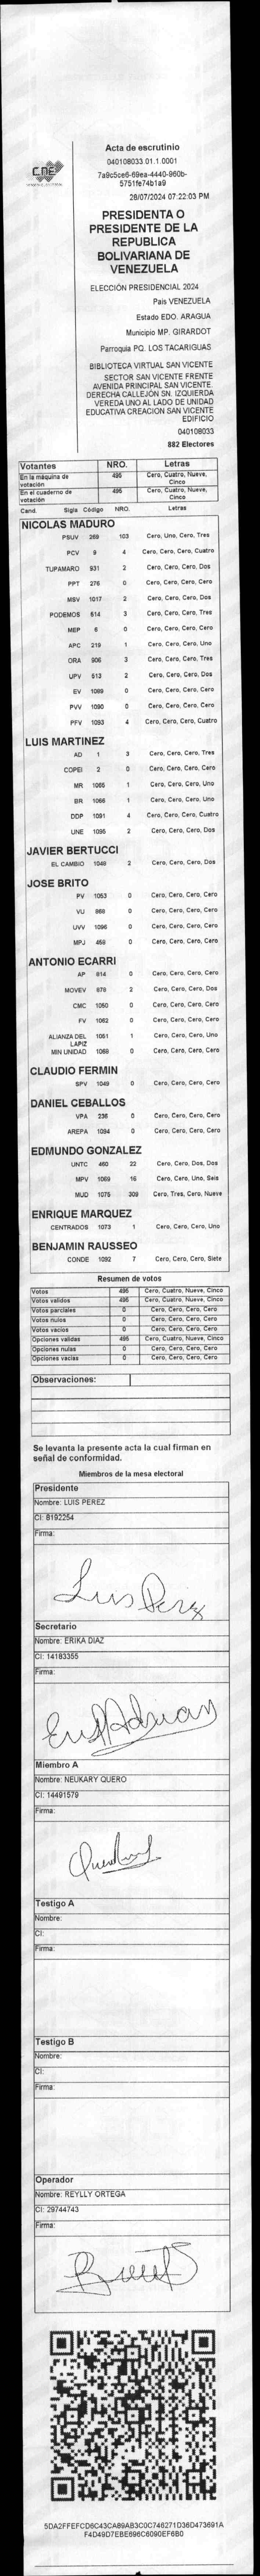 CNE
Acta de escrutinio
040108033 01.1.0001
7a9c5ce6-69ea-4440-960b-
5751fe74b1a9
28/07/2024 07:22:03 PM
PRESIDENTA O
PRESIDENTE DE LA
REPUBLICA
BOLIVARIANA DE
VENEZUELA
ELECCIÓN PRESIDENCIAL 2024
Pais VENEZUELA
Estado EDO. ARAGUA
Municipio MP. GIRARDOT
Parroquia PQ. LOS TACARIGUAS
BIBLIOTECA VIRTUAL SAN VICENTE
SECTOR SAN VICENTE FRENTE
AVENIDA PRINCIPAL SAN VICENTE.
DERECHA CALLEJÓN SN. IZQUIERDA
VEREDA UNO AL LADO DE UNIDAD
EDUCATIVA CREACION SAN VICENTE
EDIFICIO
040108033
882 Electores
Votantes NRO. Letras
En la máquina de votación 495 Cero, Cuatro, Nueve, Cinco
En el cuaderno de votación 495 Cero, Cuatro, Nueve, Cinco
Cand. Sigla Código NRO. Letras
NICOLAS MADURO
PSUV 269 103 Cero, Uno, Cero, Tres
PCV 9 4 Cero, Cero, Cero, Cuatro
TUPAMARO 931 2 Cero, Cero, Cero, Dos
PPT 276 0 Cero, Cero, Cero, Cero
MSV 1017 2 Cero, Cero, Cero, Dos
PODEMOS 614 3 Cero, Cero, Cero, Tres
MEP 6 0 Cero, Cero, Cero, Cero
APC 219 1 Cero, Cero, Cero, Uno
ORA 906 3 Cero, Cero, Cero, Tres
UPV 513 2 Cero, Cero, Cero, Dos
EV 1089 0 Cero, Cero, Cero, Cero
PVV 1090 0 Cero, Cero, Cero, Cero
PFV 1093 4 Cero, Cero, Cero, Cuatro
LUIS MARTINEZ
AD 1 3 Cero, Cero, Cero, Tres
COPEI 2 0 Cero, Cero, Cero, Cero
MR 1065 1 Cero, Cero, Cero, Uno
BR 1066 1 Cero, Cero, Cero, Uno
DDP 1091 4 Cero, Cero, Cero, Cuatro
UNE 1095 2 Cero, Cero, Cero, Dos
JAVIER BERTUCCI
EL CAMBIO 1048 2 Cero, Cero, Cero, Dos
JOSE BRITO
PV 1053 0 Cero, Cero, Cero, Cero
VU 868 0 Cero, Cero, Cero, Cero
UVV 1096 0 Cero, Cero, Cero, Cero
MPJ 458 0 Cero, Cero, Cero, Cero
ANTONIO ECARRI
AP 814 0 Cero, Cero, Cero, Cero
MOVEV 879 2 Cero, Cero, Cero, Dos
CMC 1050 0 Cero, Cero, Cero, Cero
FV 1062 0 Cero, Cero, Cero, Cero
ALIANZA DEL LAPIZ 1051 1 Cero, Cero, Cero, Uno
MIN UNIDAD 1069 0 Cero, Cero, Cero, Cero
CLAUDIO FERMIN
SPV 1049 0 Cero, Cero, Cero, Cero
DANIEL CEBALLOS
VPA 236 0 Cero, Cero, Cero, Cero
AREPA 1094 0 Cero, Cero, Cero, Cero
EDMUNDO GONZALEZ
UNTC 460 22 Cero, Cero, Dos, Dos
MPV 1069 16 Cero, Cero, Uno, Seis
MUD 1075 309 Cero, Tres, Cero, Nueve
ENRIQUE MARQUEZ
CENTRADOS 1073 1 Cero, Cero, Cero, Uno
BENJAMIN RAUSSEO
CONDE 1092 7 Cero, Cero, Cero, Siete
Resumen de votos
Votos 495 Cero, Cuatro, Nueve, Cinco
Votos validos 495 Cero, Cuatro, Nueve, Cinco
Votos parciales 0 Cero, Cero, Cero, Cero
Votos nulos 0 Cero, Cero, Cero, Cero
Votos vacios 0 Cero, Cero, Cero, Cero
Opciones validas 495 Cero, Cuatro, Nueve, Cinco
Opciones nulas 0 Cero, Cero, Cero, Cero
Opciones vacias 0 Cero, Cero, Cero, Cero
Observaciones:
Se levanta la presente acta la cual firman en
señal de conformidad.
Miembros de la mesa electoral
Presidente
Nombre: LUIS PEREZ
CI: 8192254
Firma:
Luis Perez
Secretario
Nombre: ERIKA DIAZ
CI: 14183355
Firma:
Miembro A
Nombre: NEUKARY QUERO
CI: 14491579
Firma:
Testigo A
Nombre:
CI:
Firma:
Testigo B
Nombre:
CI:
Firma:
Operador
Nombre: REYLLY ORTEGA
CI: 29744743
Firma:
5DA2FFEFCD6C43CA89AB3C0C746271D36D473691A
F4D49D7EBE696C6090EF6B0